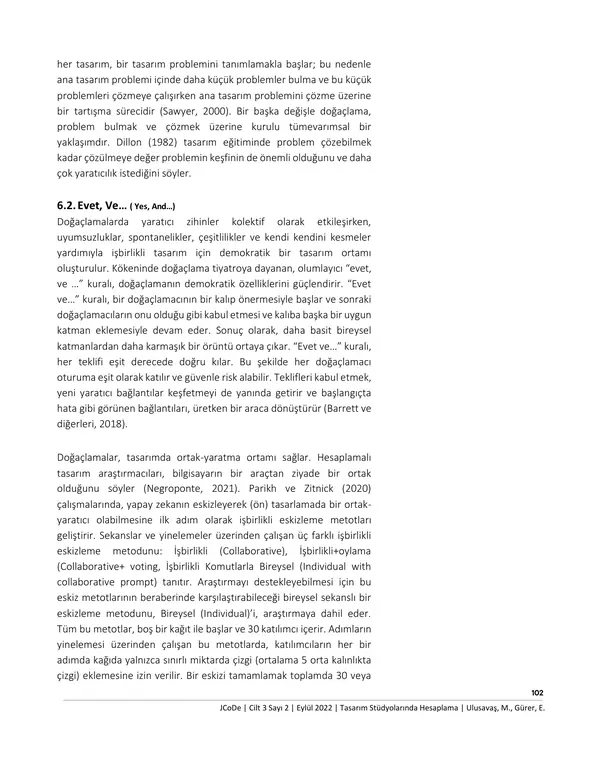 her tasarım, bir tasarım problemini tanımlamakla başlar; bu nedenle
ana tasarım problemi içinde daha küçük problemler bulma ve bu küçük
problemleri çözmeye çalışırken ana tasarım problemini çözme üzerine
bir tartışma sürecidir (Sawyer, 2000). Bir başka değişle doğaçlama,
problem bulmak ve çözmek üzerine kurulu tümevarımsal bir
yaklaşımdır. Dillon (1982) tasarım eğitiminde problem çözebilmek
kadar çözülmeye değer problemin keşfinin de önemli olduğunu ve daha
çok yaratıcılık istediğini söyler.
6.2. Evet, Ve… ( Yes, And…)
Doğaçlamalarda yaratıcı zihinler kolektif olarak etkileşirken,
uyumsuzluklar, spontanelikler, çeşitlilikler ve kendi kendini kesmeler
yardımıyla işbirlikli tasarım için demokratik bir tasarım ortamı
oluşturulur. Kökeninde doğaçlama tiyatroya dayanan, olumlayıcı “evet,
ve …” kuralı, doğaçlamanın demokratik özelliklerini güçlendirir. “Evet
ve…” kuralı, bir doğaçlamacının bir kalıp önermesiyle başlar ve sonraki
doğaçlamacıların onu olduğu gibi kabul etmesi ve kalıba başka bir uygun
katman eklemesiyle devam eder. Sonuç olarak, daha basit bireysel
katmanlardan daha karmaşık bir örüntü ortaya çıkar. “Evet ve…” kuralı,
her teklifi eşit derecede doğru kılar. Bu şekilde her doğaçlamacı
oturuma eşit olarak katılır ve güvenle risk alabilir. Teklifleri kabul etmek,
yeni yaratıcı bağlantılar keşfetmeyi de yanında getirir ve başlangıçta
hata gibi görünen bağlantıları, üretken bir araca dönüştürür (Barrett ve
diğerleri, 2018).
Doğaçlamalar, tasarımda ortak-yaratma ortamı sağlar. Hesaplamalı
tasarım araştırmacıları, bilgisayarın bir araçtan ziyade bir ortak
olduğunu söyler (Negroponte, 2021). Parikh ve Zitnick (2020)
çalışmalarında, yapay zekanın eskizleyerek (ön) tasarlamada bir ortak-
yaratıcı olabilmesine ilk adım olarak işbirlikli eskizleme metotları
geliştirir. Sekanslar ve yinelemeler üzerinden çalışan üç farklı işbirlikli
eskizleme metodunu: İşbirlikli (Collaborative), İşbirlikli+oylama
(Collaborative+ voting, İşbirlikli Komutlarla Bireysel (Individual with
collaborative prompt) tanıtır. Araştırmayı destekleyebilmesi için bu
eskiz metotlarının beraberinde karşılaştırabileceği bireysel sekanslı bir
eskizleme metodunu, Bireysel (Individual)’i, araştırmaya dahil eder.
Tüm bu metotlar, boş bir kağıt ile başlar ve 30 katılımcı içerir. Adımların
yinelemesi üzerinden çalışan bu metotlarda, katılımcıların her bir
adımda kağıda yalnızca sınırlı miktarda çizgi (ortalama 5 orta kalınlıkta
çizgi) eklemesine izin verilir. Bir eskizi tamamlamak toplamda 30 veya
102
JCoDe | Cilt 3 Sayı 2 | Eylül 2022 | Tasarım Stüdyolarında Hesaplama | Ulusavaş, M., Gürer, E.